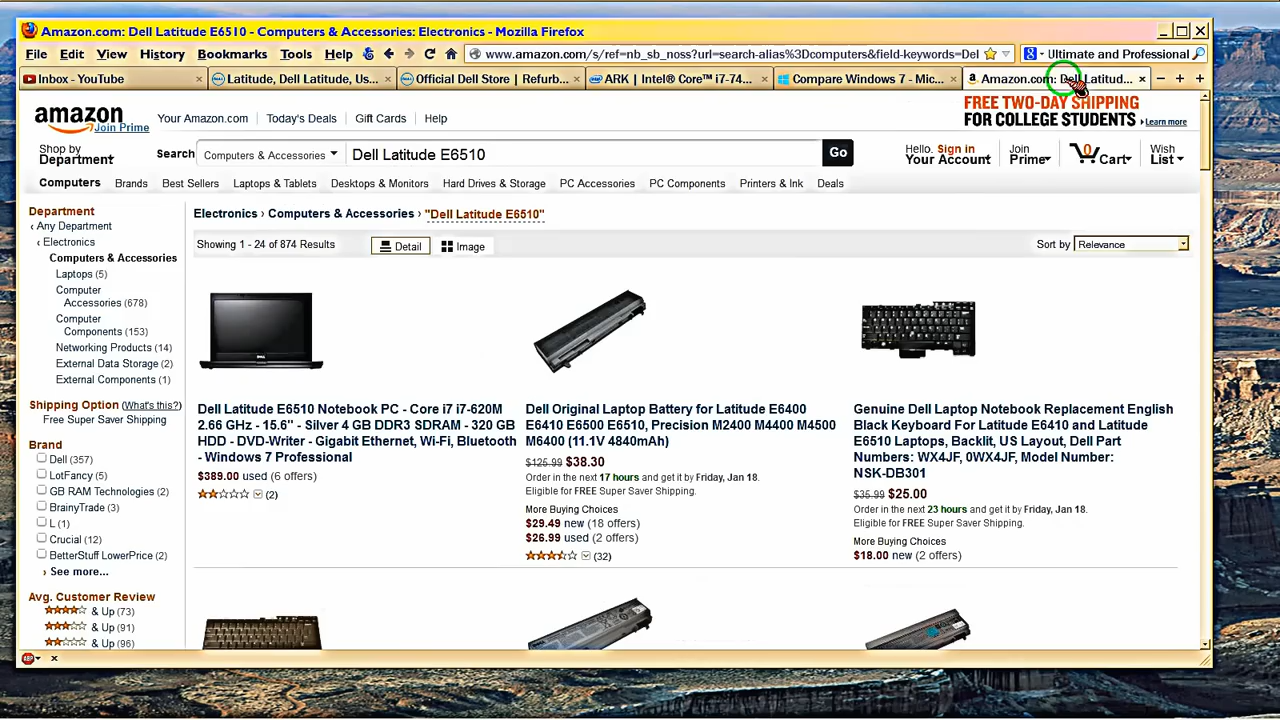 Amazon.com: Dell Latitude E6510 - Computers & Accessories: Electronics - Mozilla Firefox
File Edit View History Bookmarks Tools Help
www.amazon.com/s/ref=nb_sb_noss?url=search-alias%3Dcomputers&field-keywords=Del
Ultimate and Professional
Inbox - YouTube
Latitude, Dell Latitude, Us...
Official Dell Store | Refurb...
ARK | Intel® Core™ i7-74...
Compare Windows 7 - Mic...
Amazon.com: Dell Latitud...
amazon
Join Prime
Your Amazon.com Today's Deals Gift Cards Help
FREE TWO-DAY SHIPPING
FOR COLLEGE STUDENTS Learn more
Shop by
Department
Search Computers & Accessories Dell Latitude E6510 Go
Hello. Sign in
Your Account
Join
Prime
0
Cart
Wish
List
Computers Brands Best Sellers Laptops & Tablets Desktops & Monitors Hard Drives & Storage PC Accessories PC Components Printers & Ink Deals
Department
‹ Any Department
‹ Electronics
Computers & Accessories
Laptops (5)
Computer
Accessories (678)
Computer
Components (153)
Networking Products (14)
External Data Storage (2)
External Components (1)
Shipping Option (What's this?)
Free Super Saver Shipping
Brand
Dell (357)
LotFancy (5)
GB RAM Technologies (2)
BrainyTrade (3)
L (1)
Crucial (12)
BetterStuff LowerPrice (2)
› See more...
Avg. Customer Review
& Up (73)
& Up (91)
& Up (96)
Electronics › Computers & Accessories › "Dell Latitude E6510"
Showing 1 - 24 of 874 Results Detail Image Sort by Relevance
Dell Latitude E6510 Notebook PC - Core i7 i7-620M
2.66 GHz - 15.6" - Silver 4 GB DDR3 SDRAM - 320 GB
HDD - DVD-Writer - Gigabit Ethernet, Wi-Fi, Bluetooth
- Windows 7 Professional
$389.00 used (6 offers)
(2)
Dell Original Laptop Battery for Latitude E6400
E6410 E6500 E6510, Precision M2400 M4400 M4500
M6400 (11.1V 4840mAh)
$125.99 $38.30
Order in the next 17 hours and get it by Friday, Jan 18.
Eligible for FREE Super Saver Shipping.
More Buying Choices
$29.49 new (18 offers)
$26.99 used (2 offers)
(32)
Genuine Dell Laptop Notebook Replacement English
Black Keyboard For Latitude E6410 and Latitude
E6510 Laptops, Backlit, US Layout, Dell Part
Numbers: WX4JF, 0WX4JF, Model Number:
NSK-DB301
$35.99 $25.00
Order in the next 23 hours and get it by Friday, Jan 18.
Eligible for FREE Super Saver Shipping.
More Buying Choices
$18.00 new (2 offers)
ABP